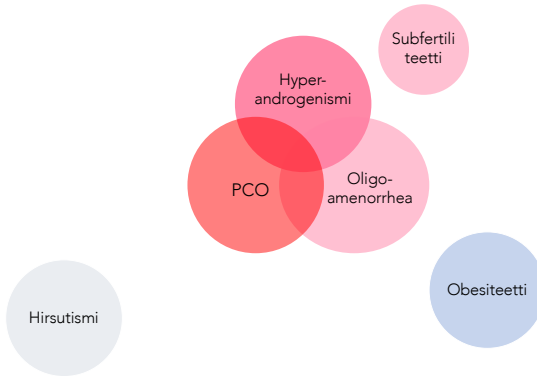 Subfertili
teetti
Hyper-
androgenismi
PCO
Oligo-
amenorrhea
Obesiteetti
Hirsutismi